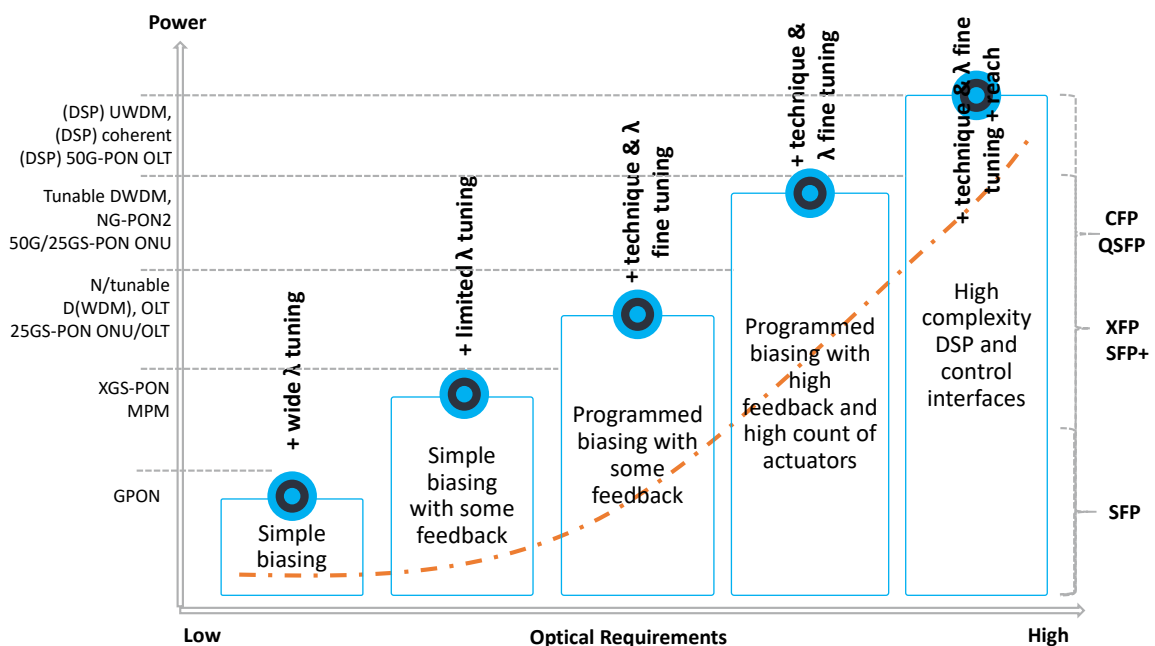 Power
(DSP) UWDM,
(DSP) coherent
(DSP) 50G-PON OLT
Tunable DWDM,
NG-PON2
50G/25GS-PON ONU
N/tunable
D(WDM), OLT
25GS-PON ONU/OLT
XGS-PON
MPM
GPON
+ wide λ tuning
+ limited λ tuning
+ technique & λ
fine tuning
+ technique &
λ fine tuning
+ technique & λ fine
tuning + reach
Simple
biasing
Simple
biasing
with some
feedback
Programmed
biasing with
some
feedback
Programmed
biasing with
high
feedback and
high count of
actuators
High
complexity
DSP and
control
interfaces
CFP
QSFP
XFP
SFP+
SFP
Low
Optical Requirements
High